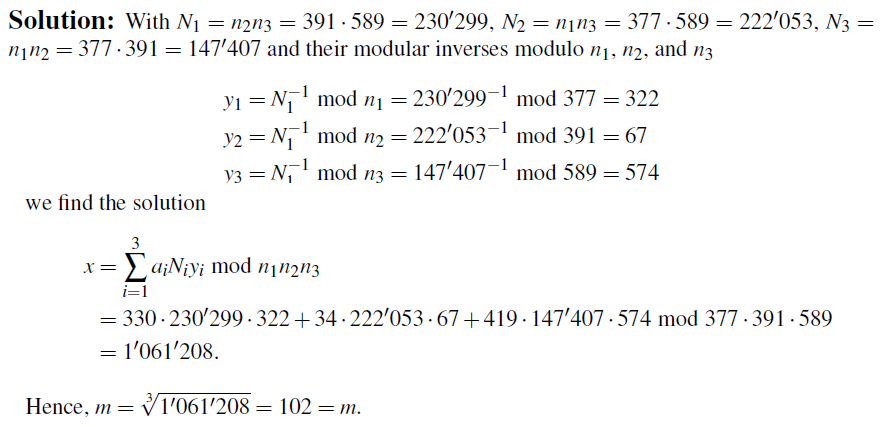 Solution: With N₁ = n₂n₃ = 391 · 589 = 230′299, N₂ = n₁n₃ = 377 · 589 = 222′053, N₃ =
n₁n₂ = 377 · 391 = 147′407 and their modular inverses modulo n₁, n₂, and n₃
y₁ = N₁⁻¹ mod n₁ = 230′299⁻¹ mod 377 = 322
y₂ = N₁⁻¹ mod n₂ = 222′053⁻¹ mod 391 = 67
y₃ = N₁⁻¹ mod n₃ = 147′407⁻¹ mod 589 = 574
we find the solution
x = ∑_{i=1}^{3} aᵢNᵢyᵢ mod n₁n₂n₃
= 330 · 230′299 · 322 + 34 · 222′053 · 67 + 419 · 147′407 · 574 mod 377 · 391 · 589
= 1′061′208.
Hence, m = ∛1′061′208 = 102 = m.